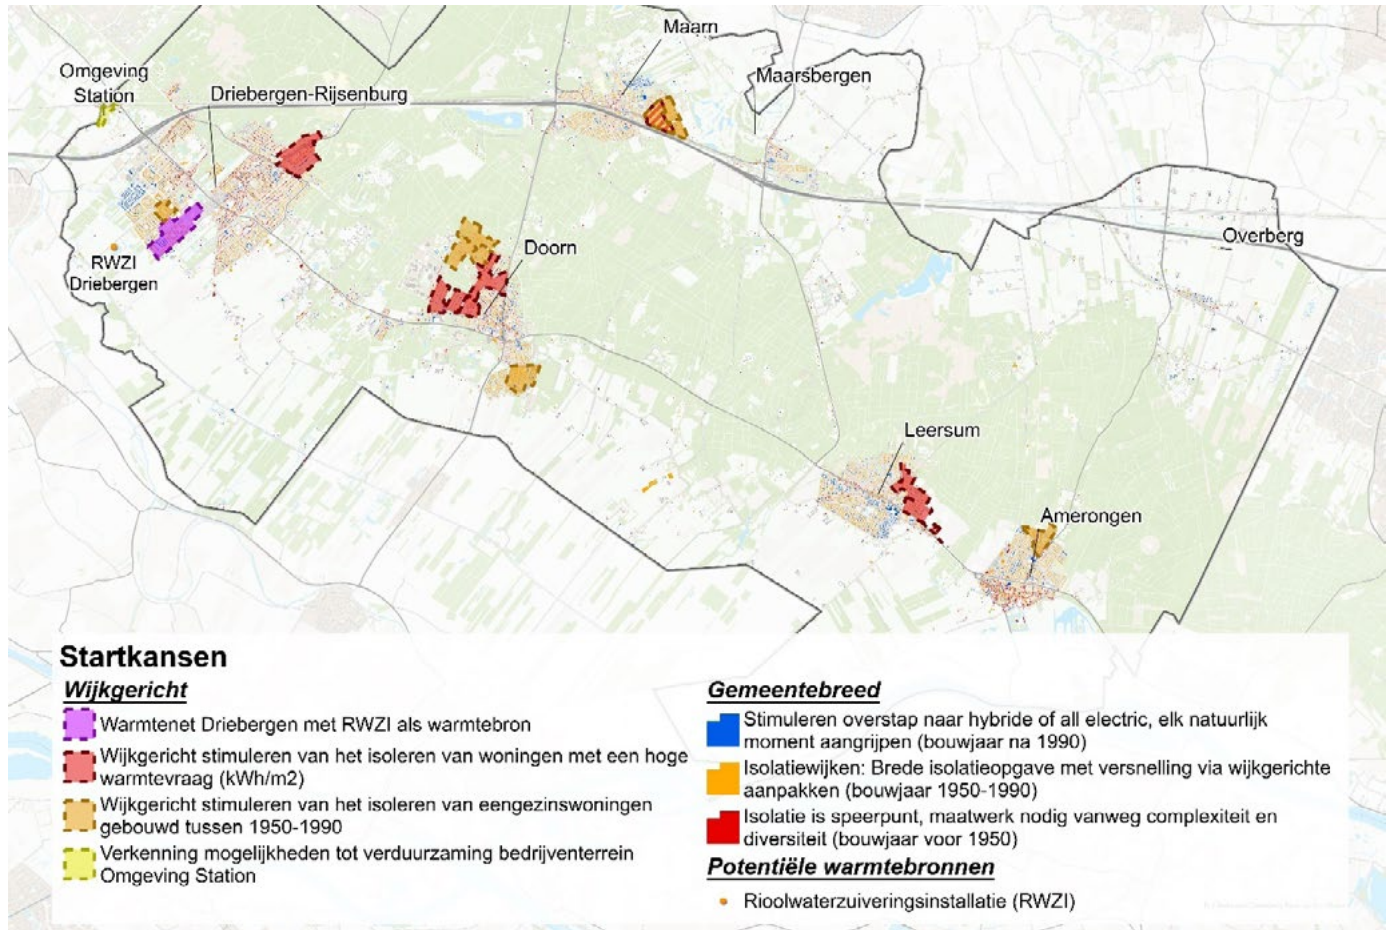 Maarn
Omgeving
Station
Maarsbergen
Driebergen-Rijsenburg
Overberg
Doorn
RWZI
Driebergen
Leersum
Amerongen
Startkansen
Wijkgericht
Warmtenet Driebergen met RWZI als warmtebron
Wijkgericht stimuleren van het isoleren van woningen met een hoge
warmtevraag (kWh/m2)
Wijkgericht stimuleren van het isoleren van eengezinswoningen
gebouwd tussen 1950-1990
Verkenning mogelijkheden tot verduurzaming bedrijventerrein
Omgeving Station
Gemeentebreed
Stimuleren overstap naar hybride of all electric, elk natuurlijk
moment aangrijpen (bouwjaar na 1990)
Isolatiewijken: Brede isolatieopgave met versnelling via wijkgerichte
aanpakken (bouwjaar 1950-1990)
Isolatie is speerpunt, maatwerk nodig vanwege complexiteit en
diversiteit (bouwjaar voor 1950)
Potentiële warmtebronnen
Rioolwaterzuiveringsinstallatie (RWZI)